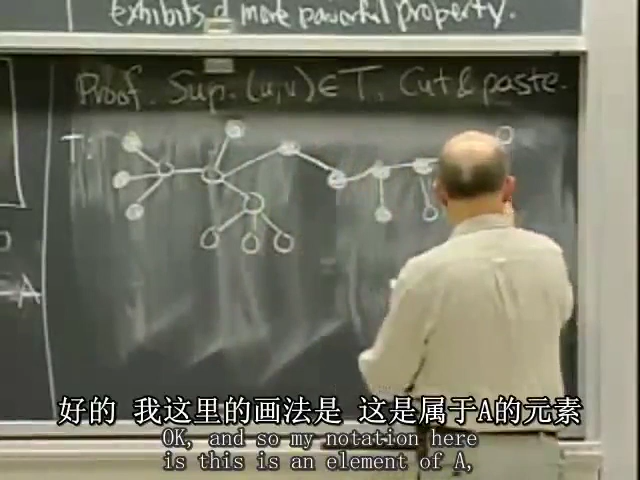 exhibits a more powerful property.
Proof. Sup. (u,v) ∈ T. Cut & paste.
T:
=A
好的 我这里的画法是 这是属于A的元素
OK, and so my notation here
is this is an element of A,